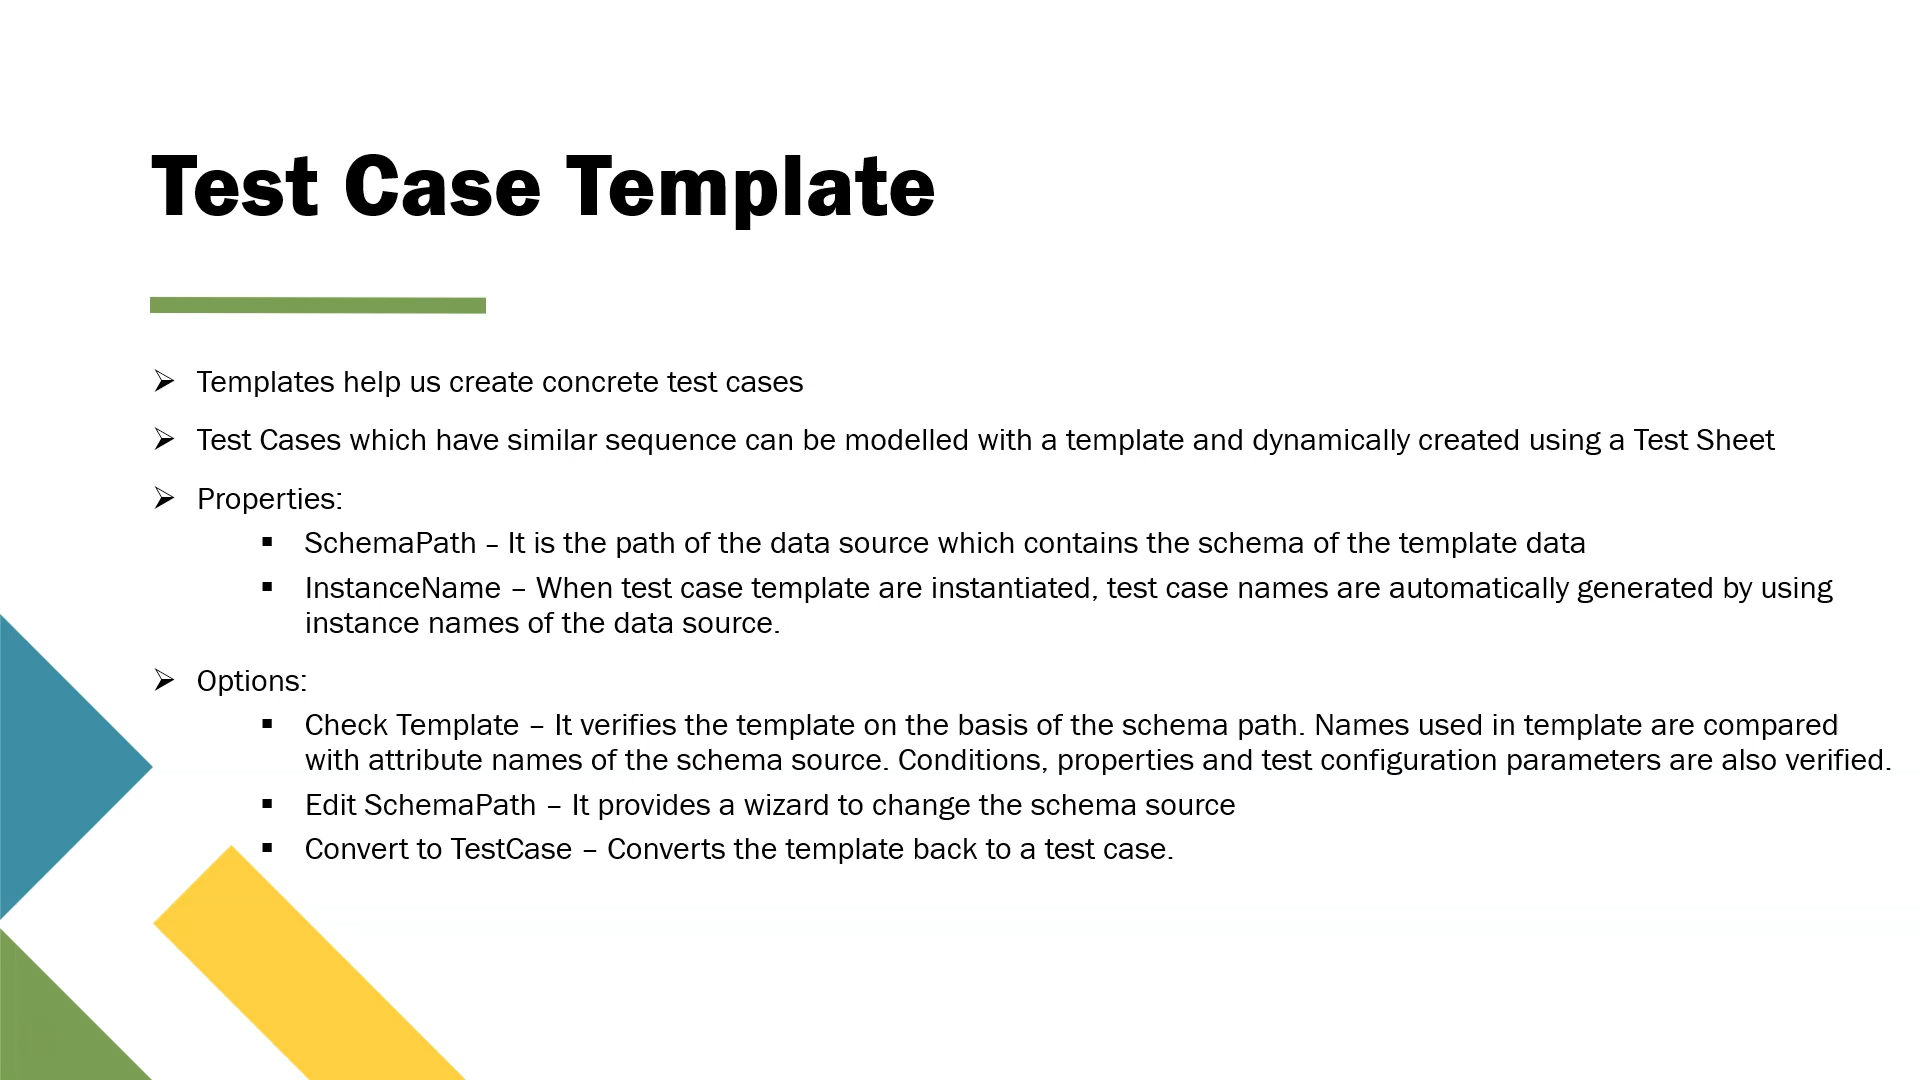 Test Case Template
➢ Templates help us create concrete test cases
➢ Test Cases which have similar sequence can be modelled with a template and dynamically created using a Test Sheet
➢ Properties:
▪ SchemaPath – It is the path of the data source which contains the schema of the template data
▪ InstanceName – When test case template are instantiated, test case names are automatically generated by using
instance names of the data source.
➢ Options:
▪ Check Template – It verifies the template on the basis of the schema path. Names used in template are compared
with attribute names of the schema source. Conditions, properties and test configuration parameters are also verified.
▪ Edit SchemaPath – It provides a wizard to change the schema source
▪ Convert to TestCase – Converts the template back to a test case.